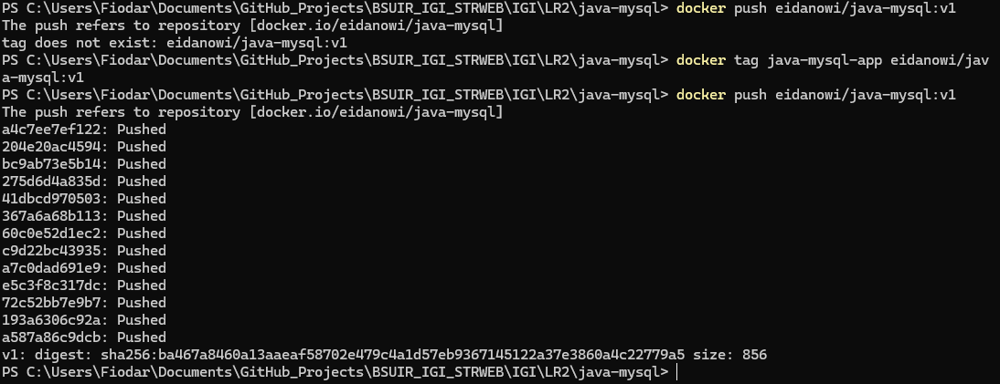 PS C:\Users\Fiodar\Documents\GitHub_Projects\BSUIR_IGI_STRWEB\IGI\LR2\java-mysql> docker push eidanowi/java-mysql:v1
The push refers to repository [docker.io/eidanowi/java-mysql]
tag does not exist: eidanowi/java-mysql:v1
PS C:\Users\Fiodar\Documents\GitHub_Projects\BSUIR_IGI_STRWEB\IGI\LR2\java-mysql> docker tag java-mysql-app eidanowi/jav
a-mysql:v1
PS C:\Users\Fiodar\Documents\GitHub_Projects\BSUIR_IGI_STRWEB\IGI\LR2\java-mysql> docker push eidanowi/java-mysql:v1
The push refers to repository [docker.io/eidanowi/java-mysql]
a4c7ee7ef122: Pushed
204e20ac4594: Pushed
bc9ab73e5b14: Pushed
275d6d4a835d: Pushed
41dbcd970503: Pushed
367a6a68b113: Pushed
60c0e52d1ec2: Pushed
c9d22bc43935: Pushed
a7c0dad691e9: Pushed
e5c3f8c317dc: Pushed
72c52bb7e9b7: Pushed
193a6306c92a: Pushed
a587a86c9dcb: Pushed
v1: digest: sha256:ba467a8460a13aaeaf58702e479c4a1d57eb9367145122a37e3860a4c22779a5 size: 856
PS C:\Users\Fiodar\Documents\GitHub_Projects\BSUIR_IGI_STRWEB\IGI\LR2\java-mysql>